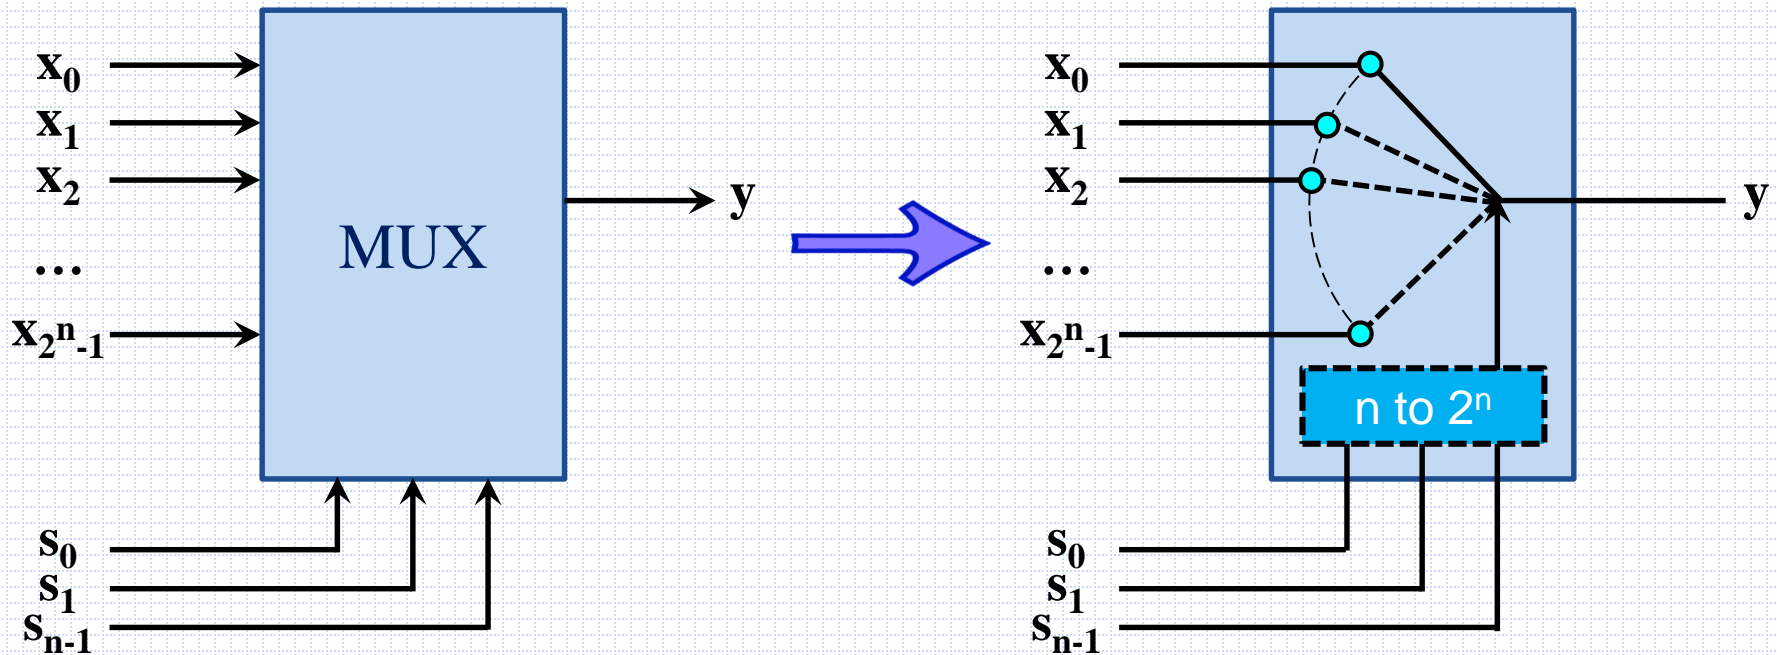 x₀
x₁
x₂
...
x₂ⁿ₋₁
MUX
y
s₀
s₁
sₙ₋₁
x₀
x₁
x₂
...
x₂ⁿ₋₁
y
n to 2ⁿ
s₀
s₁
sₙ₋₁